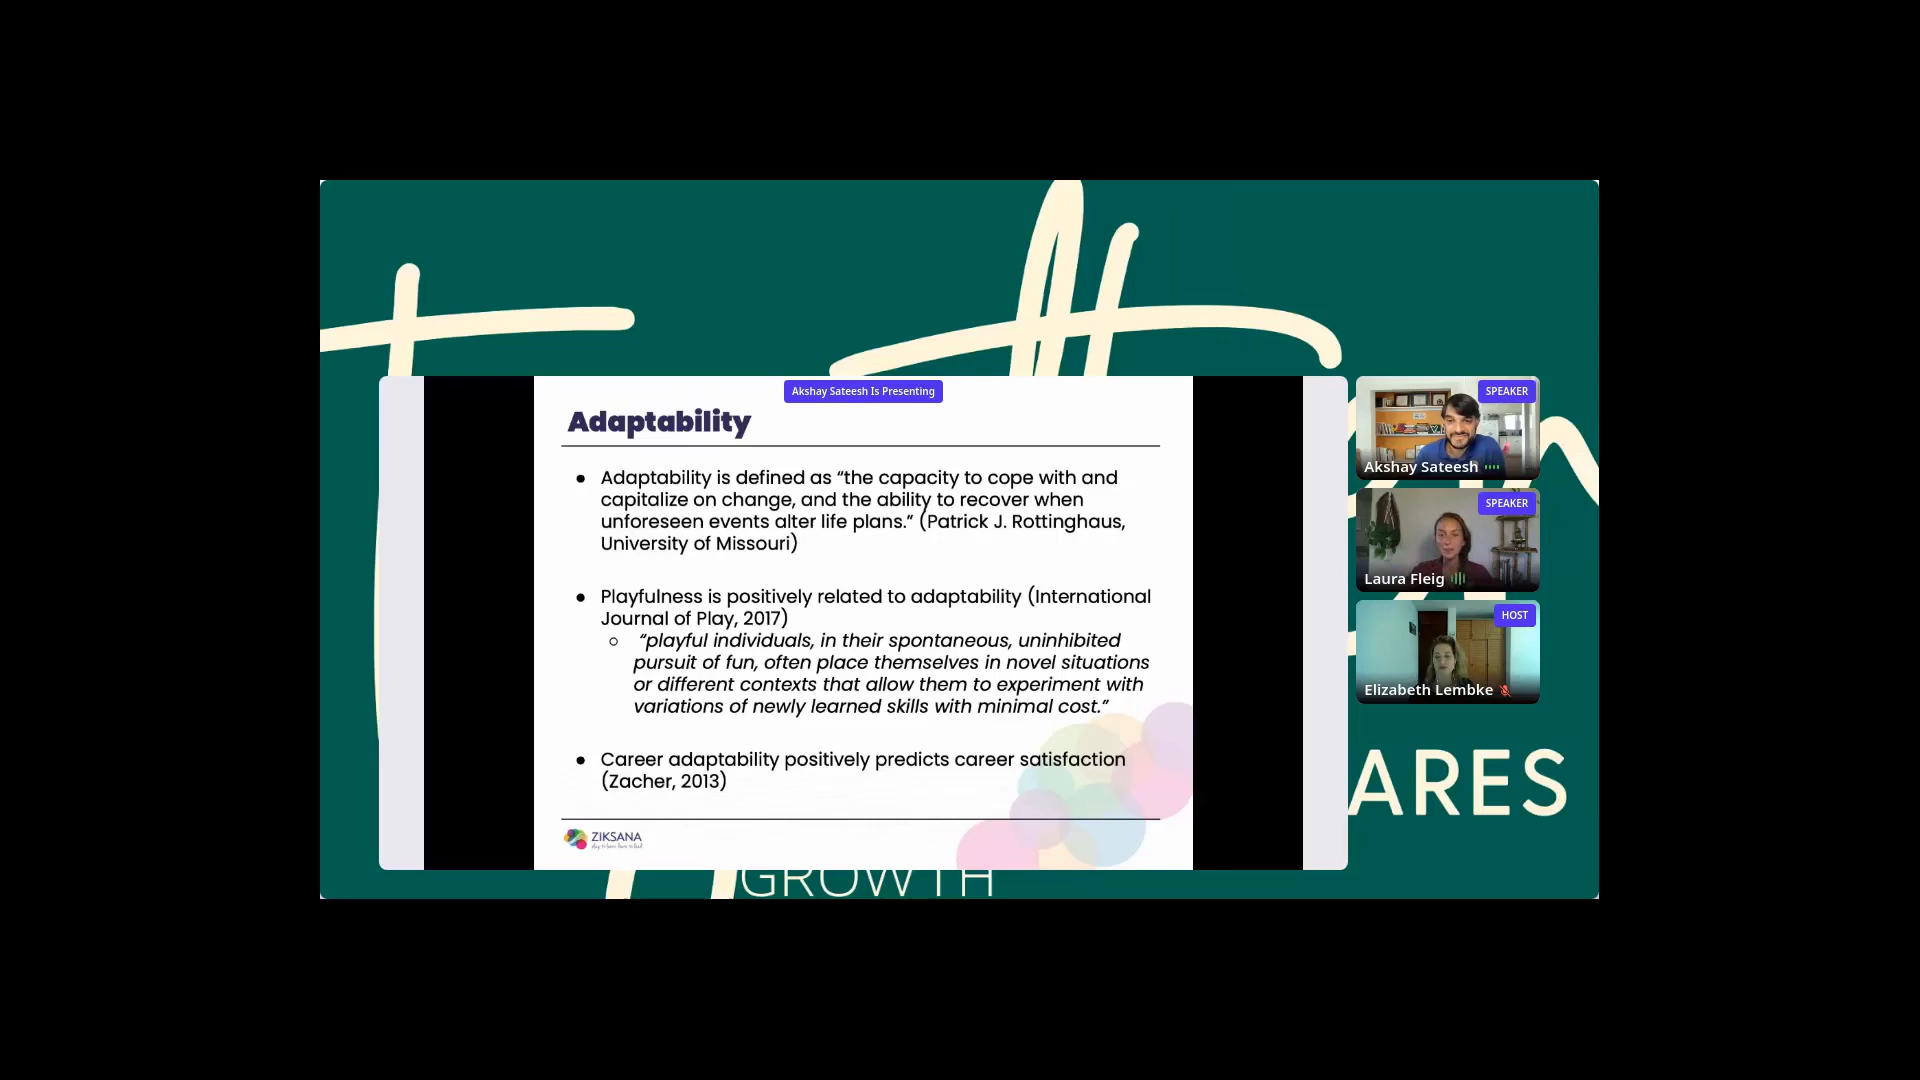 Akshay Sateesh Is Presenting
Adaptability
● Adaptability is defined as “the capacity to cope with and
capitalize on change, and the ability to recover when
unforeseen events alter life plans.” (Patrick J. Rottinghaus,
University of Missouri)
● Playfulness is positively related to adaptability (International
Journal of Play, 2017)
○ “playful individuals, in their spontaneous, uninhibited
pursuit of fun, often place themselves in novel situations
or different contexts that allow them to experiment with
variations of newly learned skills with minimal cost.”
● Career adaptability positively predicts career satisfaction
(Zacher, 2013)
ZIKSANA
SPEAKER
Akshay Sateesh
SPEAKER
Laura Fleig
HOST
Elizabeth Lembke
ARES
GROWTH